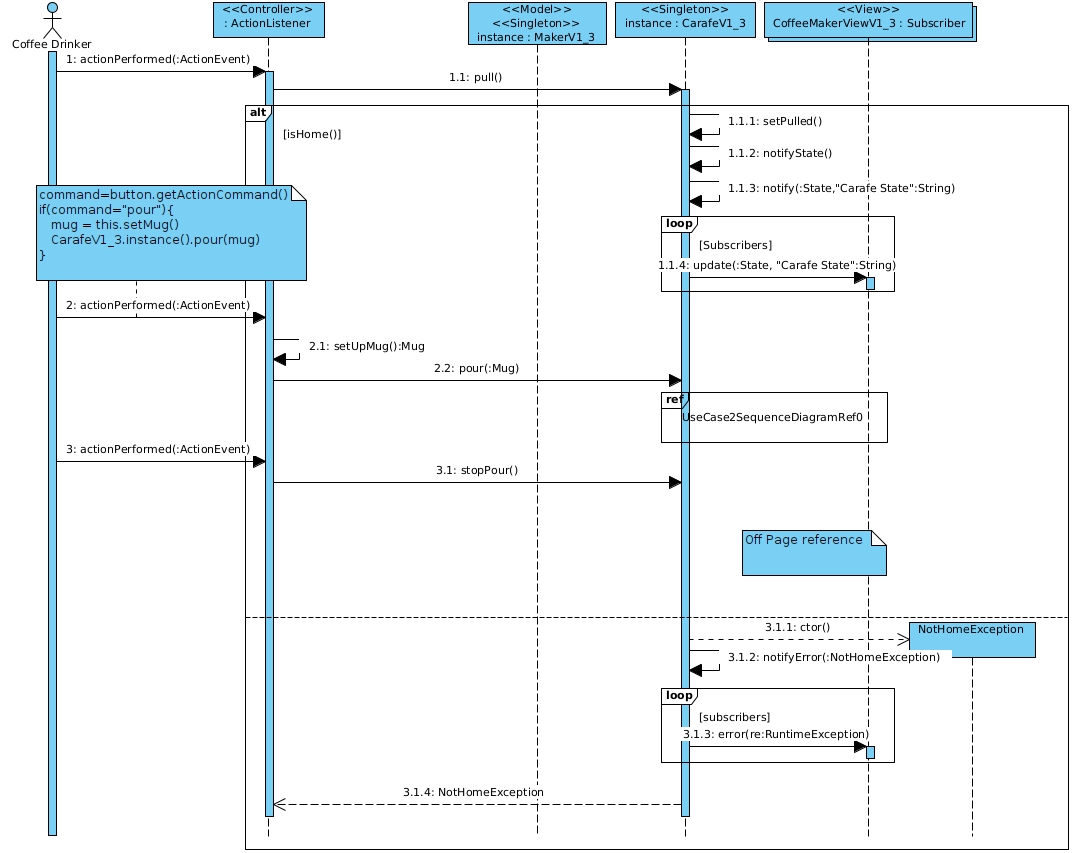 Coffee Drinker
<<Controller>>
: ActionListener
<<Model>>
<<Singleton>>
instance : MakerV1_3
<<Singleton>>
instance : CarafeV1_3
<<View>>
CoffeeMakerViewV1_3 : Subscriber
1: actionPerformed(:ActionEvent)
1.1: pull()
alt
[isHome()]
1.1.1: setPulled()
1.1.2: notifyState()
1.1.3: notify(:State,"Carafe State":String)
command=button.getActionCommand()
if(command="pour"){
mug = this.setMug()
CarafeV1_3.instance().pour(mug)
}
loop
[Subscribers]
1.1.4: update(:State, "Carafe State":String)
2: actionPerformed(:ActionEvent)
2.1: setUpMug():Mug
2.2: pour(:Mug)
ref
UseCase2SequenceDiagramRef0
3: actionPerformed(:ActionEvent)
3.1: stopPour()
Off Page reference
3.1.1: ctor()
NotHomeException
3.1.2: notifyError(:NotHomeException)
loop
[subscribers]
3.1.3: error(re:RuntimeException)
3.1.4: NotHomeException